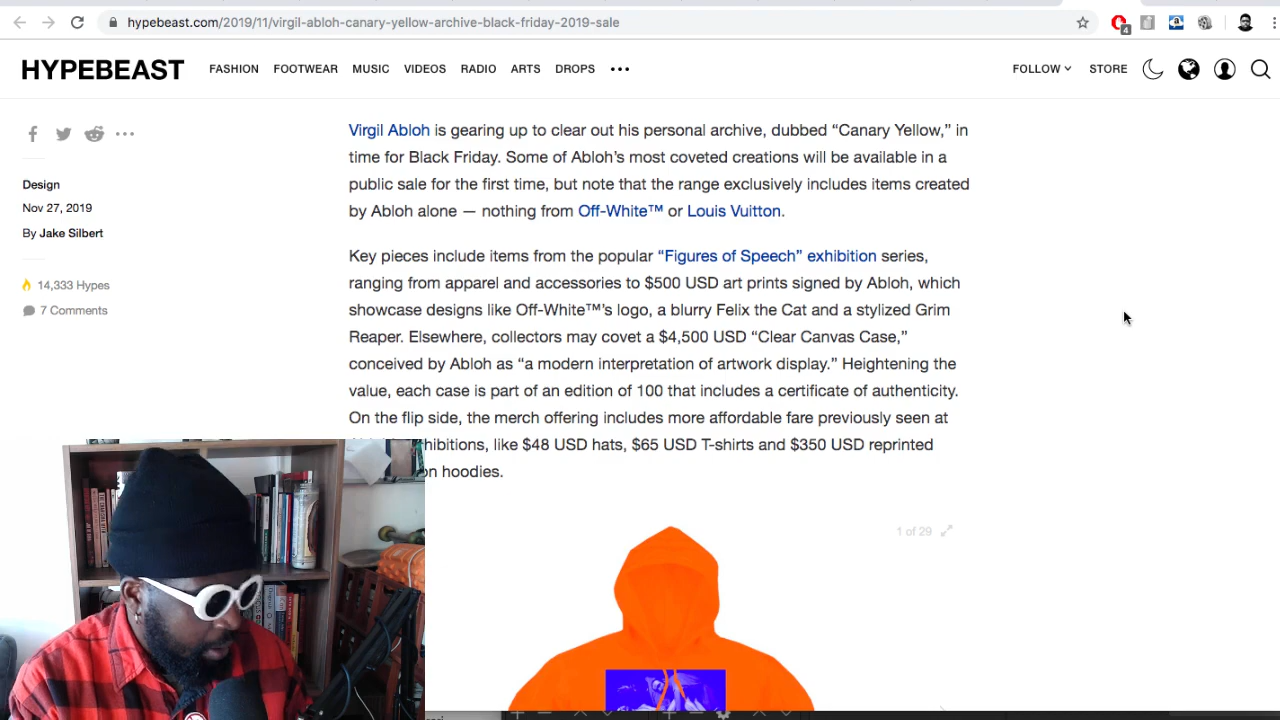 hypebeast.com/2019/11/virgil-abloh-canary-yellow-archive-black-friday-2019-sale
4
HYPEBEAST FASHION FOOTWEAR MUSIC VIDEOS RADIO ARTS DROPS ••• FOLLOW STORE
Design
Nov 27, 2019
By Jake Silbert
14,333 Hypes
7 Comments
Virgil Abloh is gearing up to clear out his personal archive, dubbed “Canary Yellow,” in
time for Black Friday. Some of Abloh’s most coveted creations will be available in a
public sale for the first time, but note that the range exclusively includes items created
by Abloh alone — nothing from Off-White™ or Louis Vuitton.
Key pieces include items from the popular “Figures of Speech” exhibition series,
ranging from apparel and accessories to $500 USD art prints signed by Abloh, which
showcase designs like Off-White™’s logo, a blurry Felix the Cat and a stylized Grim
Reaper. Elsewhere, collectors may covet a $4,500 USD “Clear Canvas Case,”
conceived by Abloh as “a modern interpretation of artwork display.” Heightening the
value, each case is part of an edition of 100 that includes a certificate of authenticity.
On the flip side, the merch offering includes more affordable fare previously seen at
like $48 USD hats, $65 USD T-shirts and $350 USD reprinted
hoodies.
1 of 29